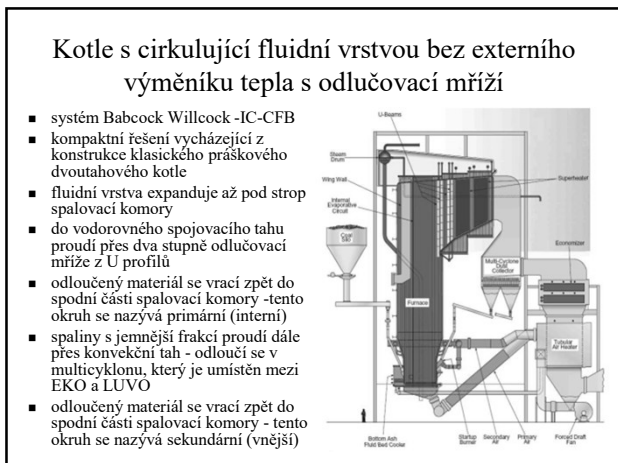 Kotle s cirkulující fluidní vrstvou bez externího
výměníku tepla s odlučovací mříží
systém Babcock Willcock -IC-CFB
kompaktní řešení vycházející z
konstrukce klasického práškového
dvoutahového kotle
fluidní vrstva expanduje až pod strop
spalovací komory
do vodorovného spojovacího tahu
proudí přes dva stupně odlučovací
mříže z U profilů
odloučený materiál se vrací zpět do
spodní části spalovací komory -tento
okruh se nazývá primární (interní)
spaliny s jemnější frakcí proudí dále
přes konvekční tah - odloučí se v
multicyklonu, který je umístěn mezi
EKO a LUVO
odloučený materiál se vrací zpět do
spodní části spalovací komory - tento
okruh se nazývá sekundární (vnější)
U-Beams
Steam
Drum
Superheater
Wing Wall
Internal
Evaporative
Circuit
Coal
Silo
Economizer
Multi-Cyclone
Dust
Collector
Furnace
Tubular
Air Heater
Bottom Ash
Fluid Bed Cooler
Startup
Burner
Secondary
Air
Primary
Air
Forced Draft
Fan